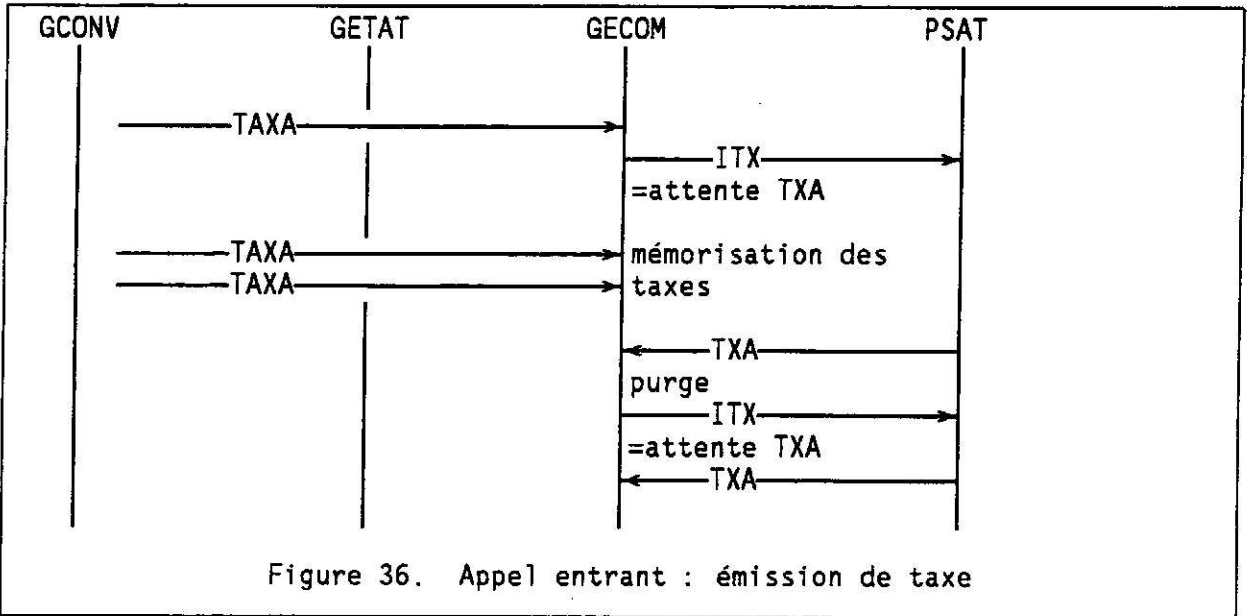 GCONV GETAT GECOM PSAT
TAXA
ITX
=attente TXA
TAXA mémorisation des
TAXA taxes
TXA
purge
ITX
=attente TXA
TXA
Figure 36. Appel entrant : émission de taxe